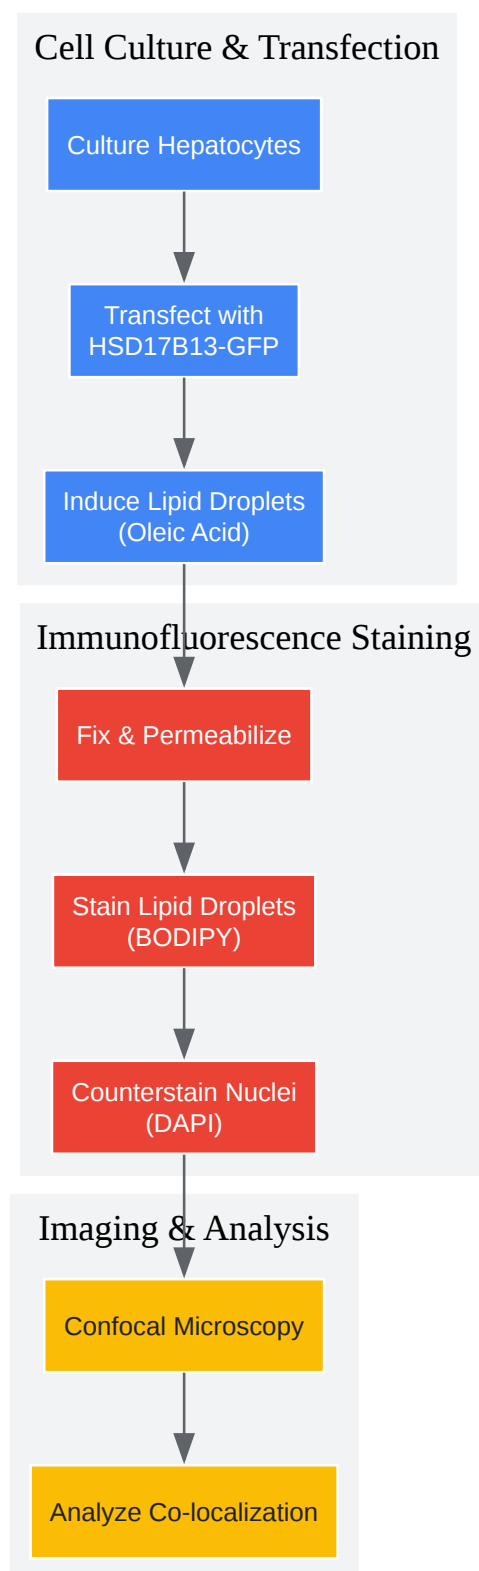 Cell Culture & Transfection
Culture Hepatocytes
Transfect with
HSD17B13-GFP
Induce Lipid Droplets
(Oleic Acid)
Immunofluorescence Staining
Fix & Permeabilize
Stain Lipid Droplets
(BODIPY)
Counterstain Nuclei
(DAPI)
Imaging & Analysis
Confocal Microscopy
Analyze Co-localization